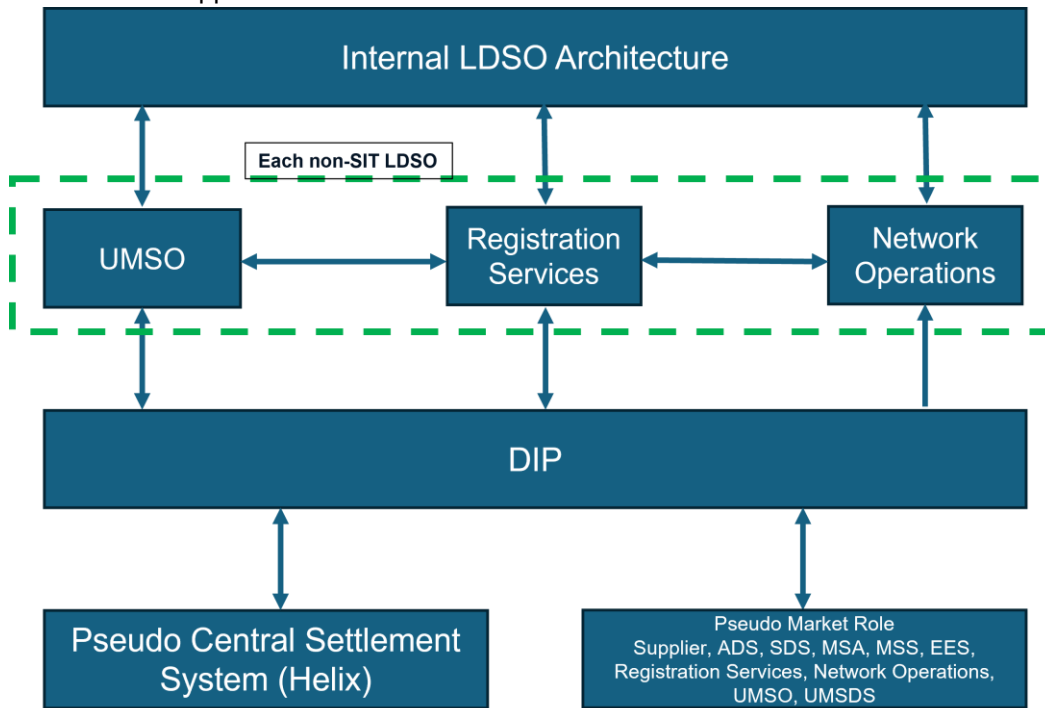 Internal LDSO Architecture
Each non-SIT LDSO
UMSO
Registration
Services
Network
Operations
DIP
Pseudo Central Settlement
System (Helix)
Pseudo Market Role
Supplier, ADS, SDS, MSA, MSS, EES,
Registration Services, Network Operations,
UMSO, UMSDS